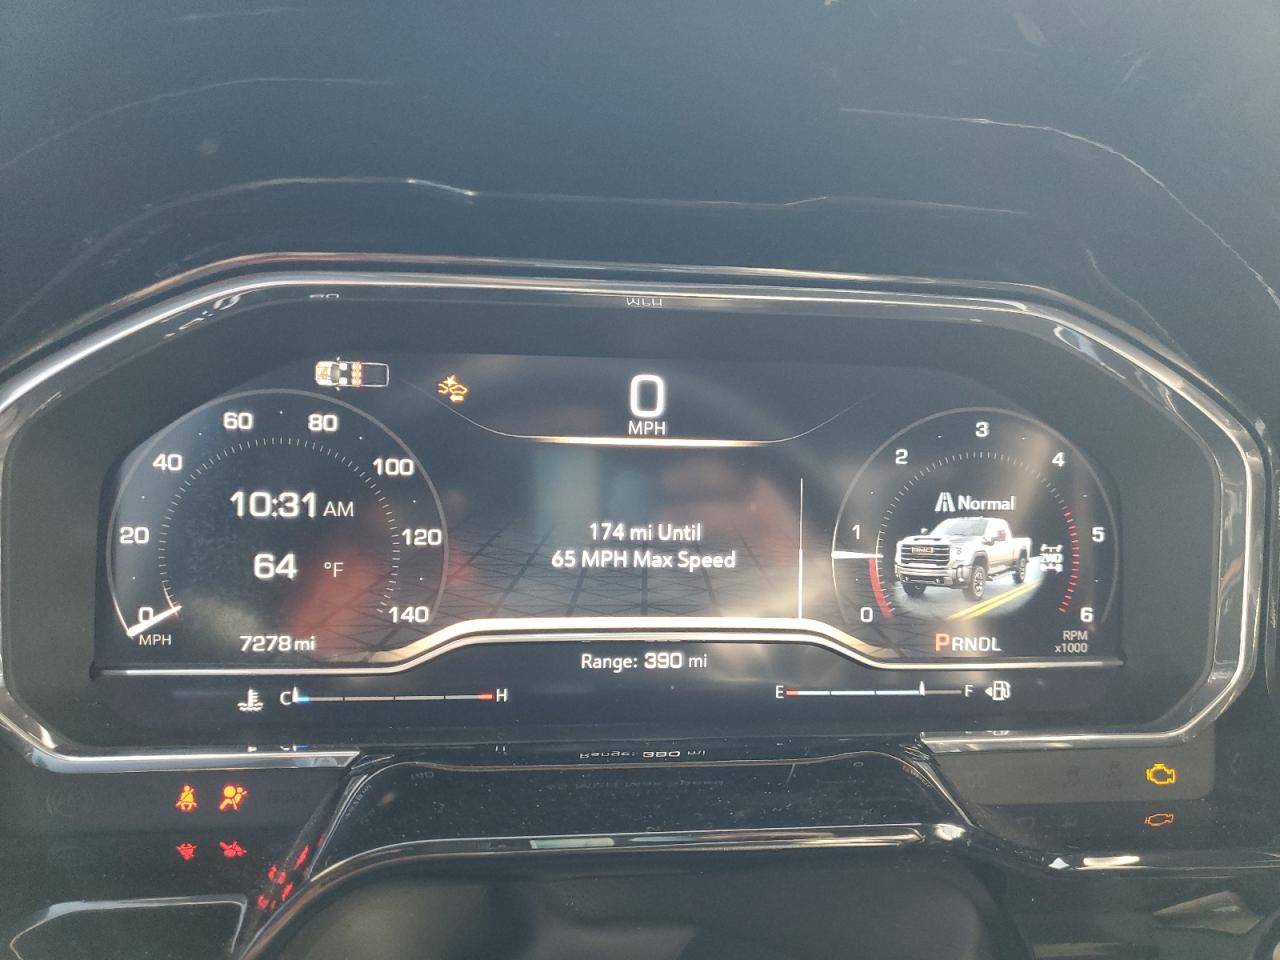 0
MPH
60 80
40 100
20 120
0 140
MPH
10:31 AM
64 °F
7278 mi
174 mi Until
65 MPH Max Speed
Range: 390 mi
3
2 4
1 5
0 6
Normal
GMC
2WD
PRNDL
RPM
x1000
C H
E F